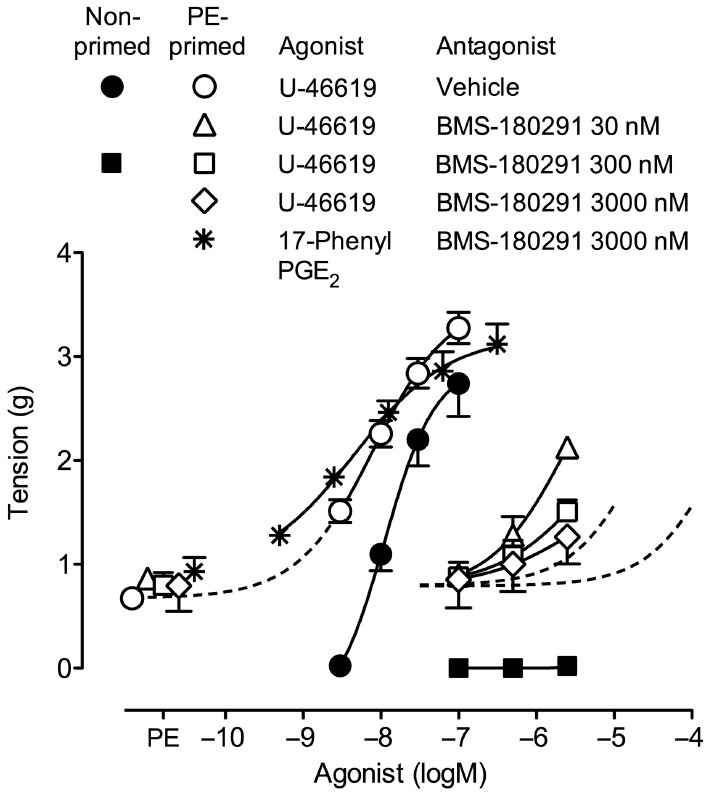 Non-primed PE-primed Agonist Antagonist
U-46619 Vehicle
U-46619 BMS-180291 30 nM
U-46619 BMS-180291 300 nM
U-46619 BMS-180291 3000 nM
17-Phenyl PGE2 BMS-180291 3000 nM
4
3
2
1
0
Tension (g)
PE –10 –9 –8 –7 –6 –5 –4
Agonist (logM)